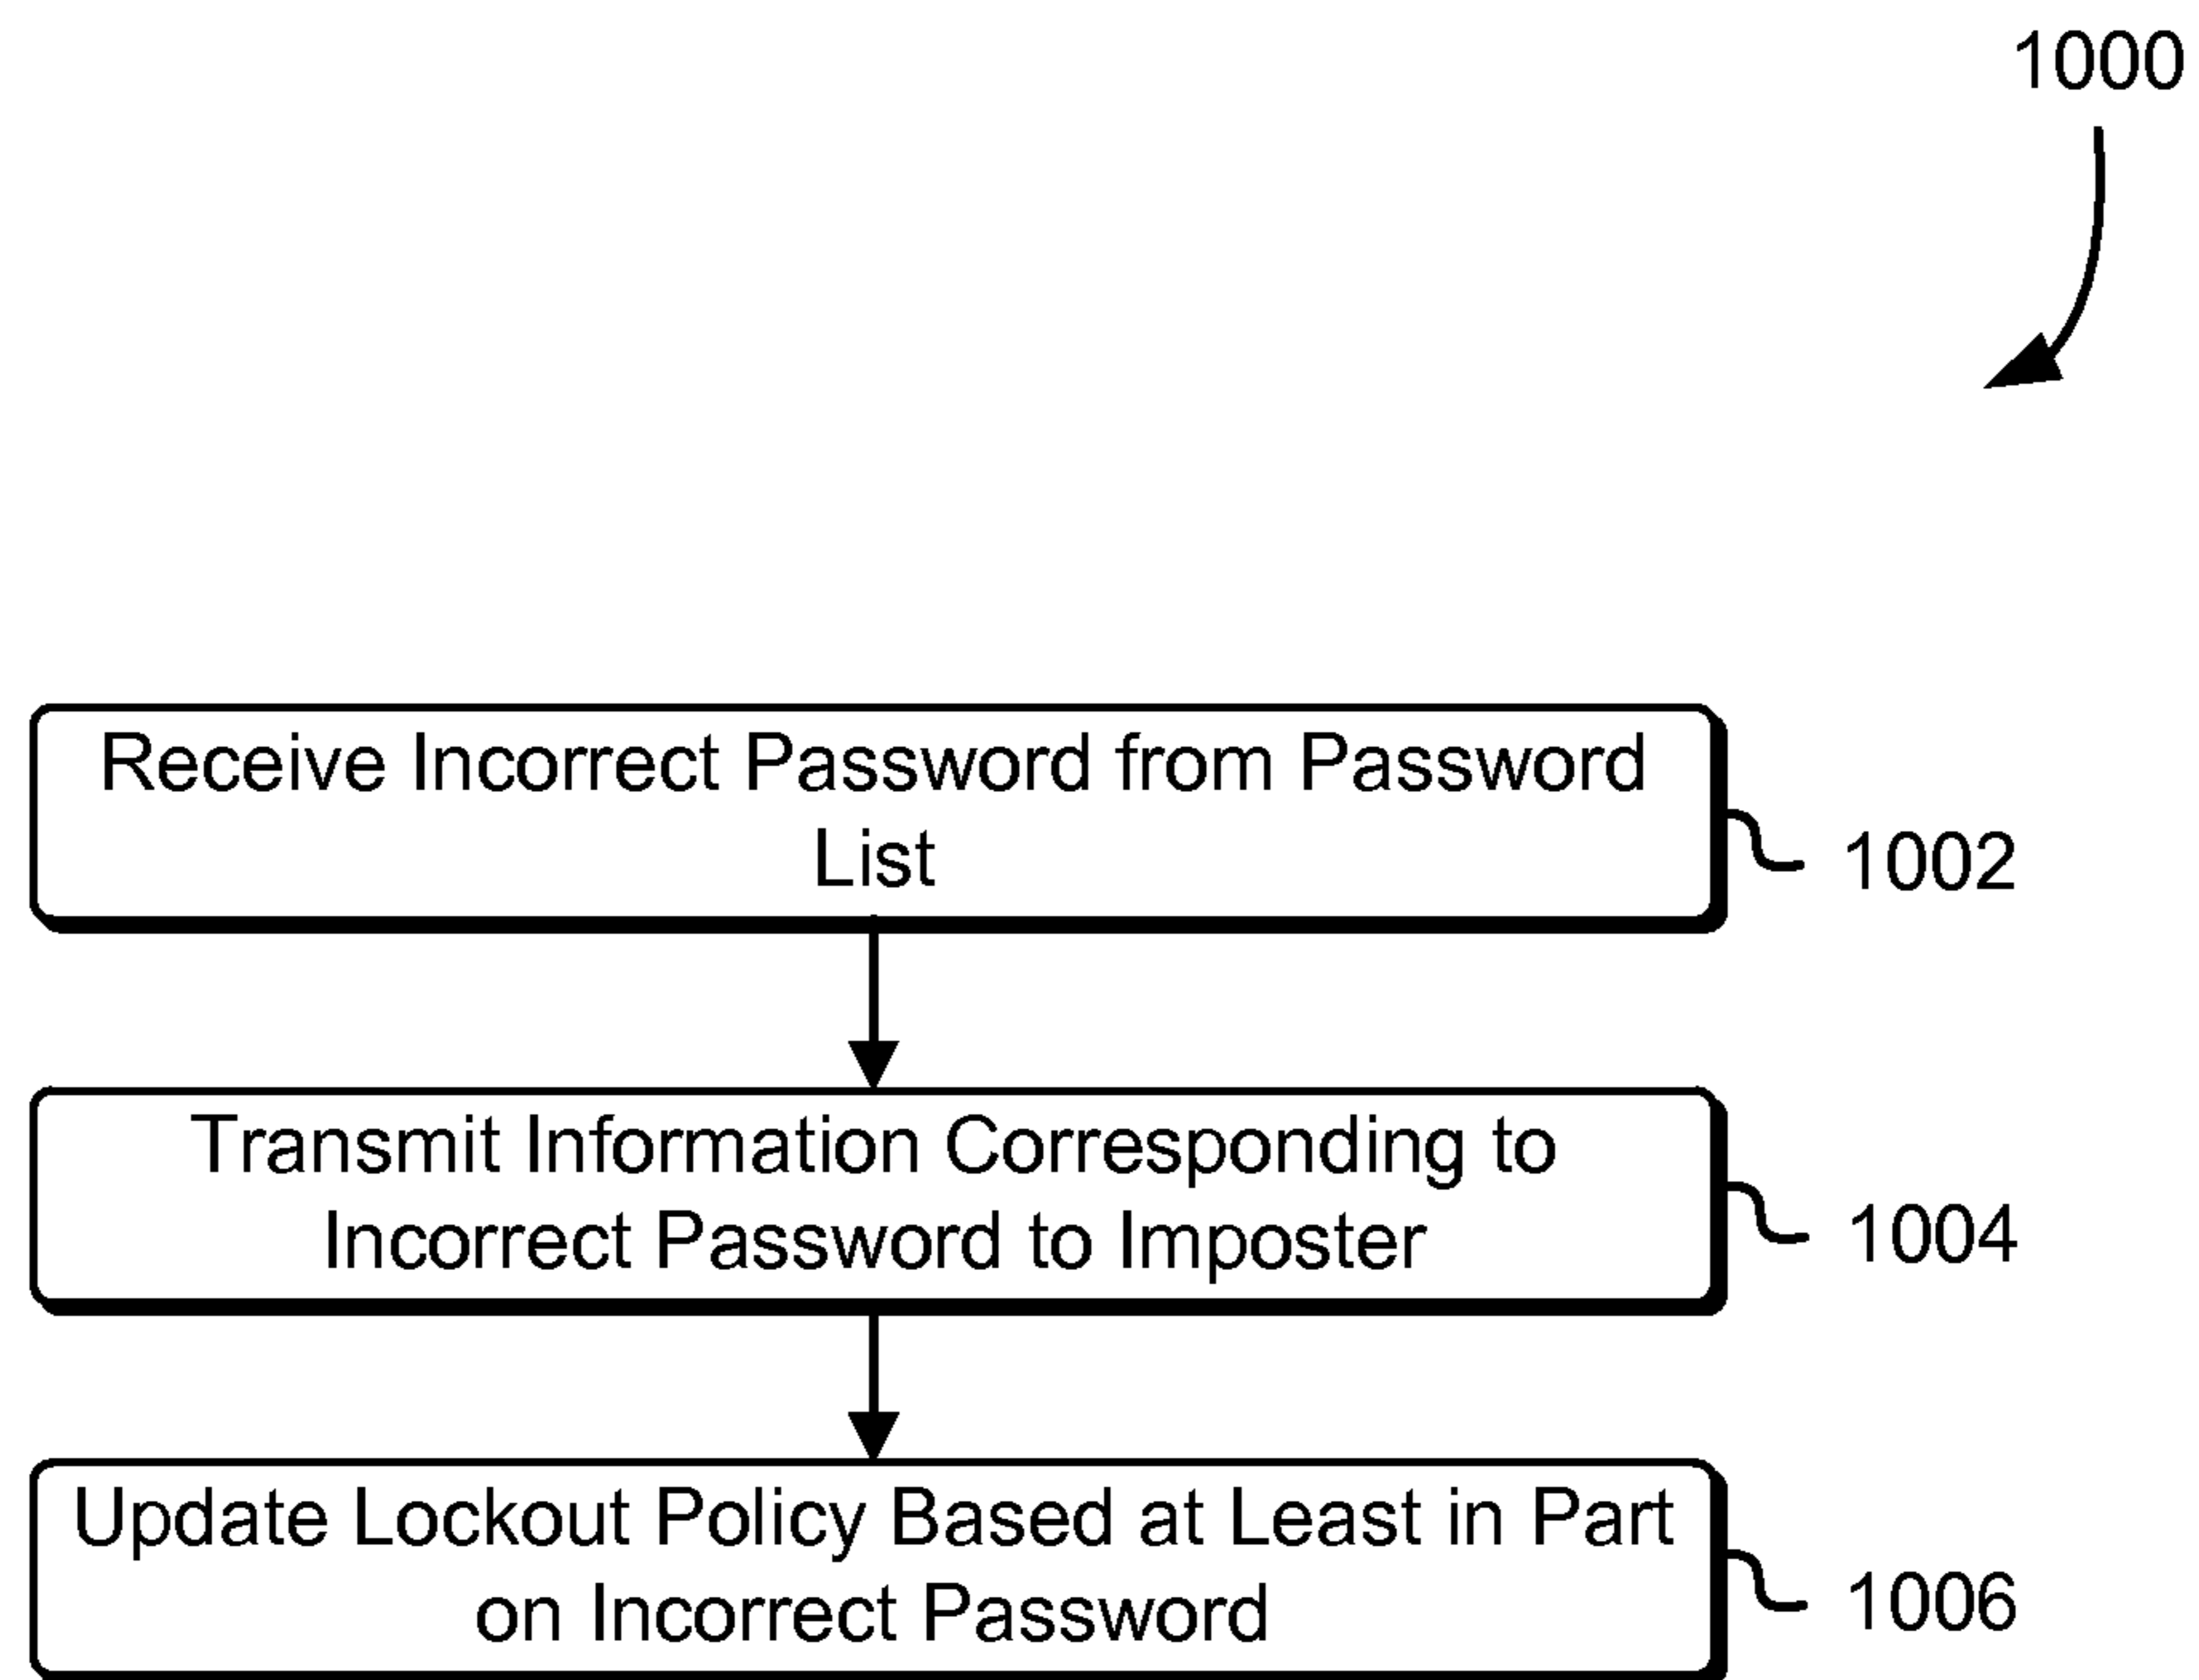 1000
Receive Incorrect Password from Password
List
1002
Transmit Information Corresponding to
Incorrect Password to Imposter
1004
Update Lockout Policy Based at Least in Part
on Incorrect Password
1006